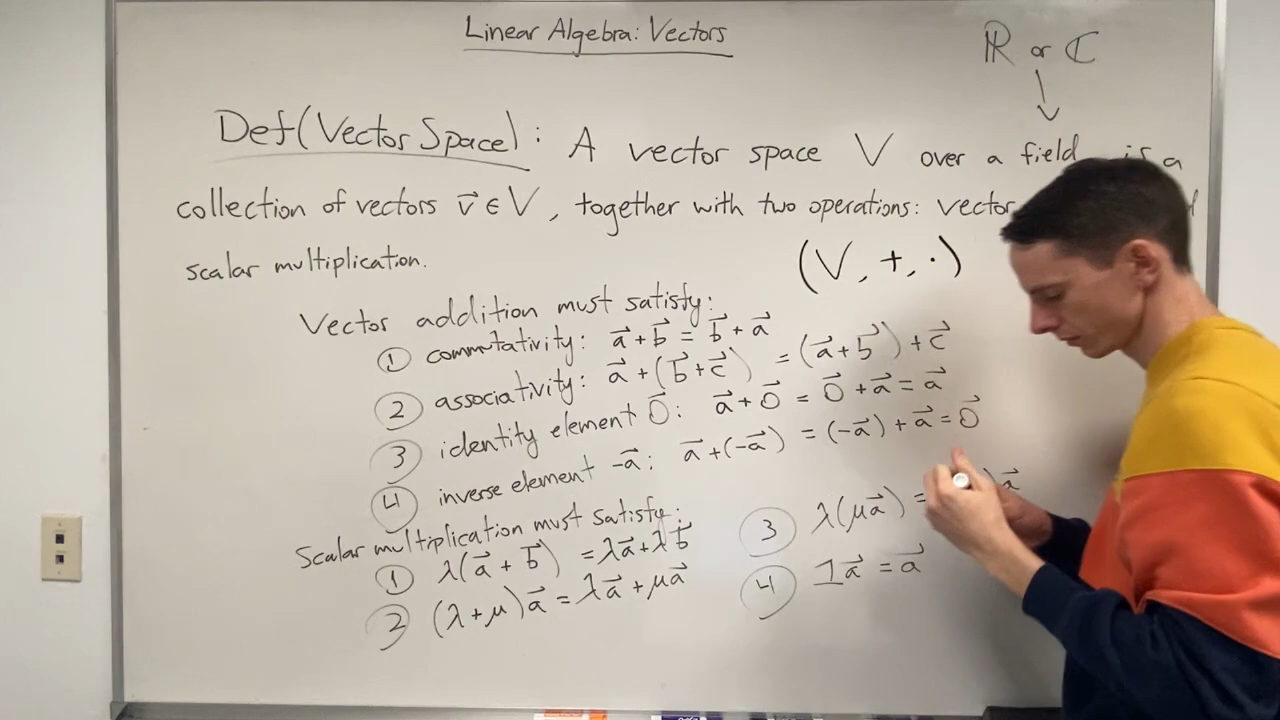 Linear Algebra: Vectors
ℝ or ℂ
↓
Def(Vector Space): A vector space V over a field is a
collection of vectors v⃗ ∈ V, together with two operations: vector
scalar multiplication.
(V, +, ·)
Vector addition must satisfy:
① commutativity: a⃗ + b⃗ = b⃗ + a⃗
② associativity: a⃗ + (b⃗ + c⃗) = (a⃗ + b⃗) + c⃗
③ identity element 0⃗: a⃗ + 0⃗ = 0⃗ + a⃗ = a⃗
④ inverse element -a⃗: a⃗ + (-a⃗) = (-a⃗) + a⃗ = 0⃗
Scalar multiplication must satisfy:
① λ(a⃗ + b⃗) = λa⃗ + λb⃗
② (λ + μ)a⃗ = λa⃗ + μa⃗
③ λ(μa⃗) = )a⃗
④ 1a⃗ = a⃗